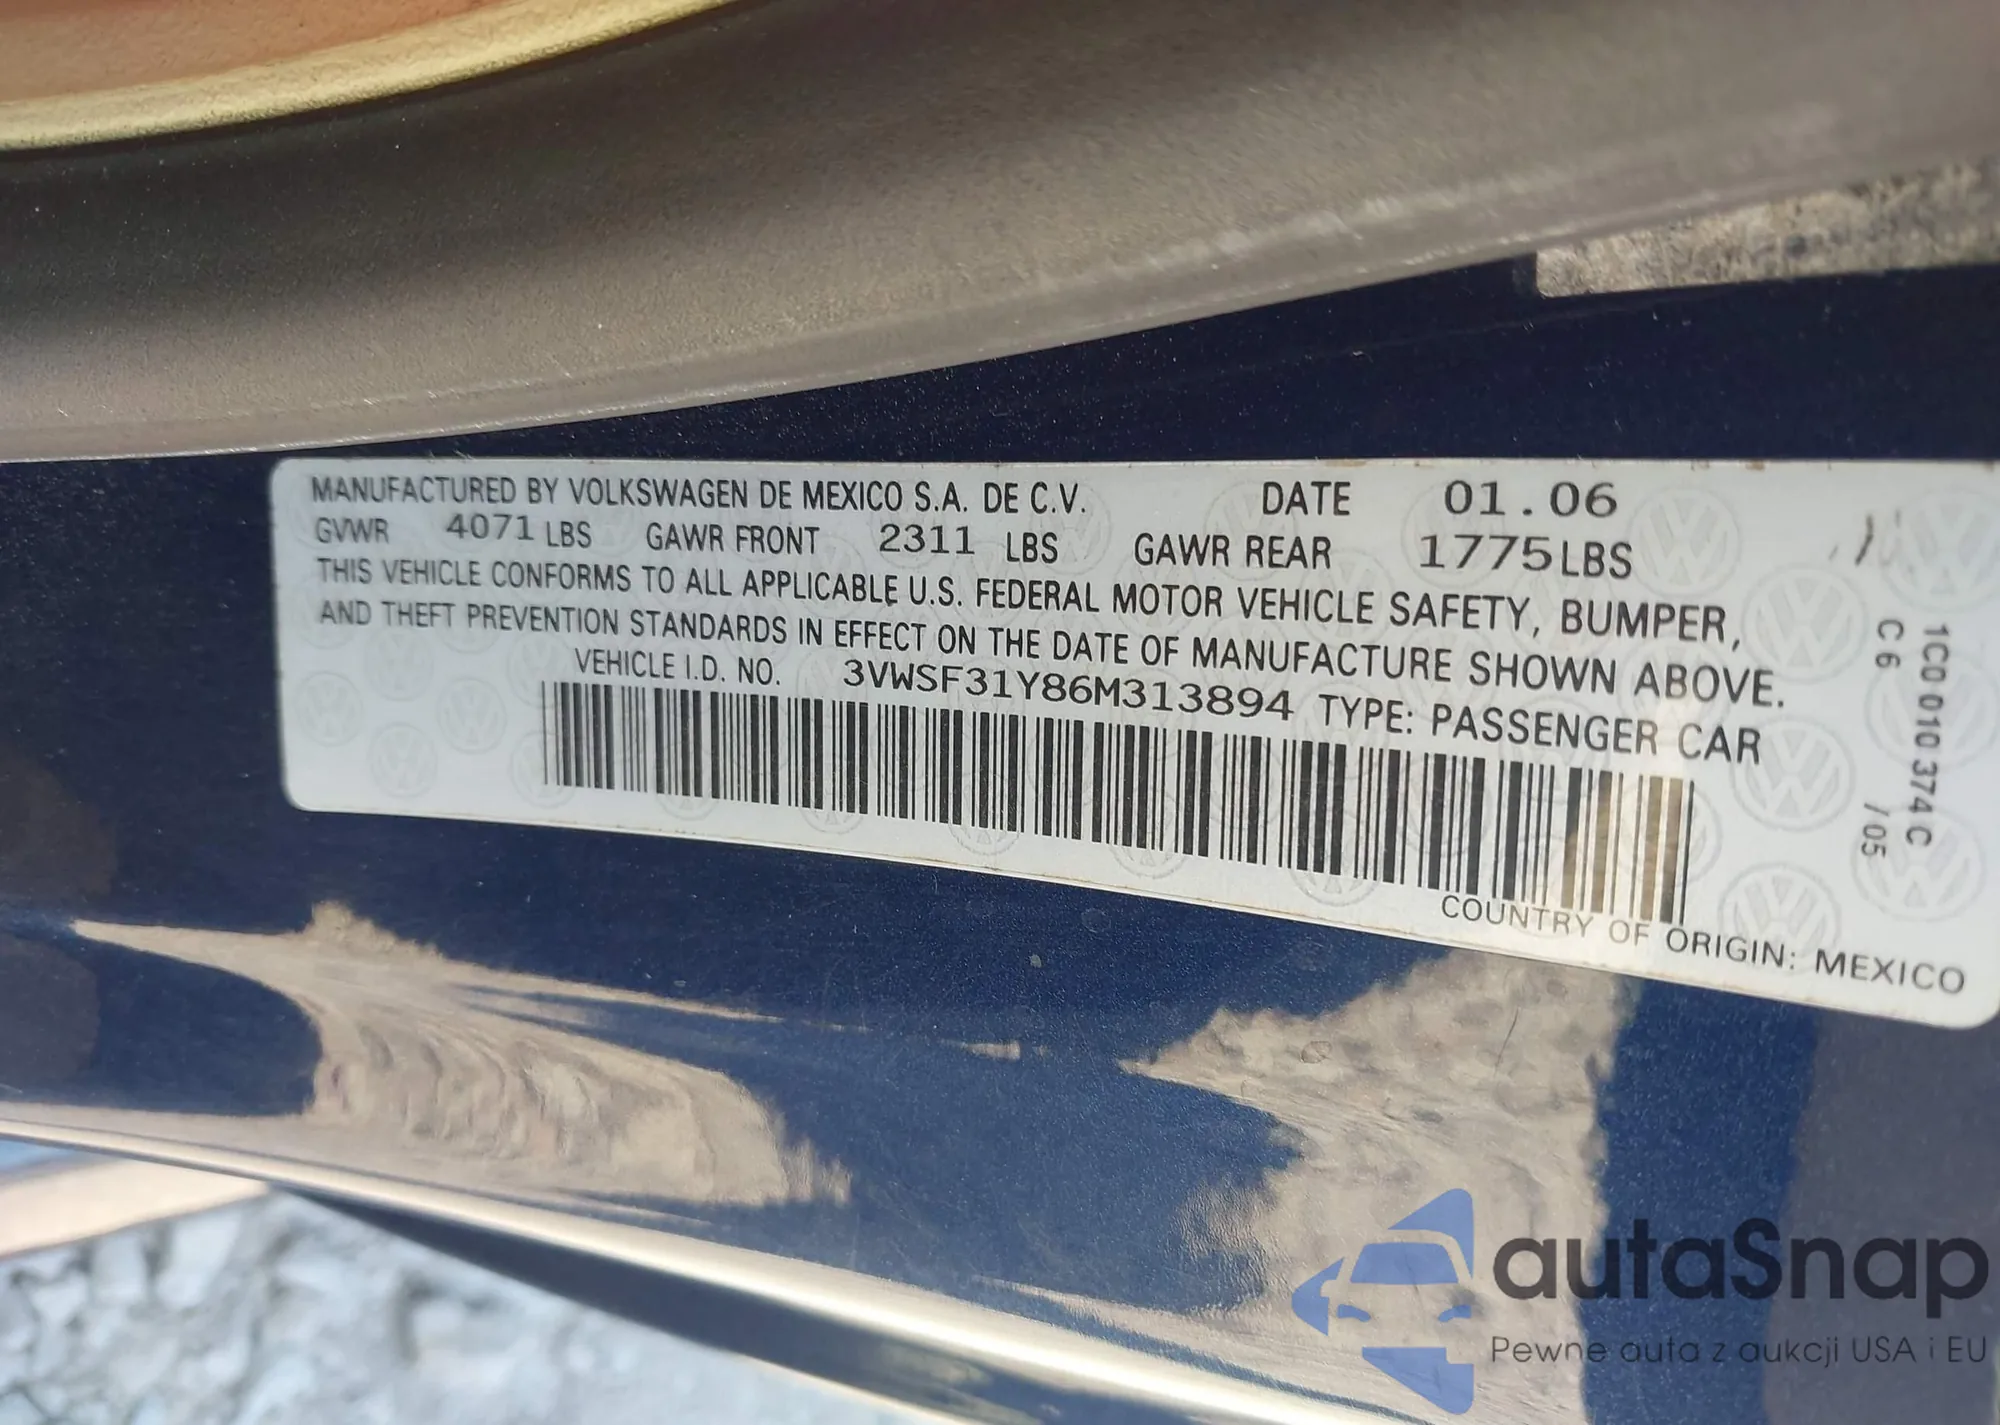 MANUFACTURED BY VOLKSWAGEN DE MEXICO S.A. DE C.V. DATE 01.06
GVWR 4071 LBS GAWR FRONT 2311 LBS GAWR REAR 1775 LBS
THIS VEHICLE CONFORMS TO ALL APPLICABLE U.S. FEDERAL MOTOR VEHICLE SAFETY, BUMPER,
AND THEFT PREVENTION STANDARDS IN EFFECT ON THE DATE OF MANUFACTURE SHOWN ABOVE.
VEHICLE I.D. NO. 3VWSF31Y86M313894 TYPE: PASSENGER CAR
COUNTRY OF ORIGIN: MEXICO
1C0 010 374 C
C6 /05
autaSnap
Pewne auta z aukcji USA i EU